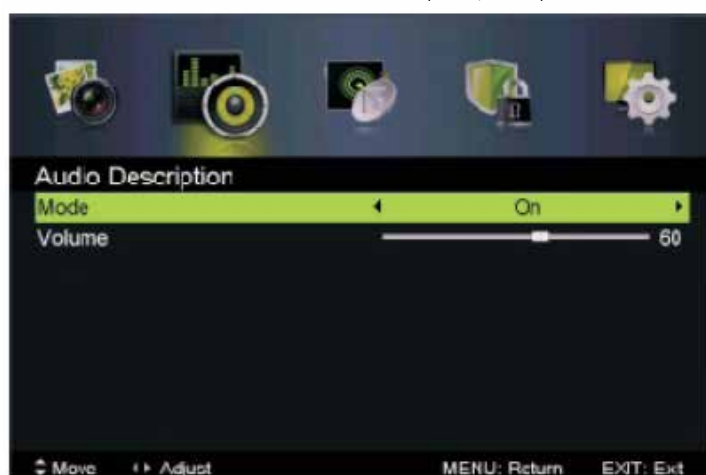 Audio Description
Mode On
Volume 60
Move Adjust MENU: Return EXIT: Exit